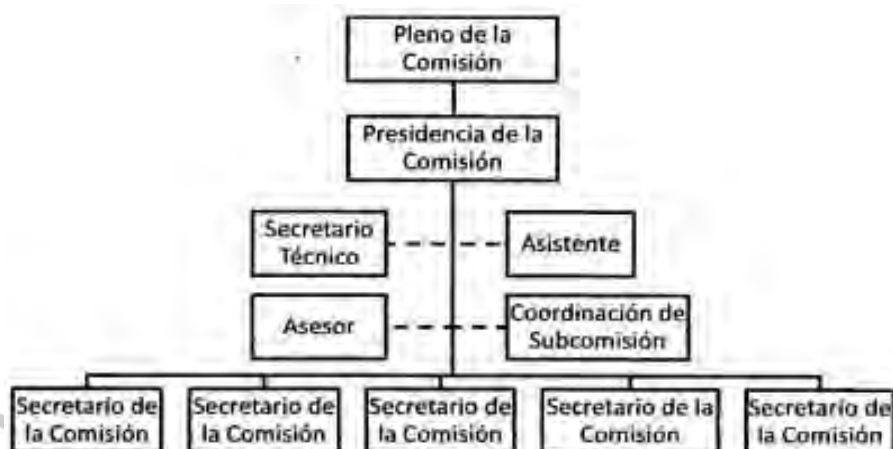 Pleno de la
Comisión
Presidencia de la
Comisión
Secretario
Técnico
Asistente
Asesor
Coordinación de
Subcomisión
Secretario de
la Comisión
Secretario de
la Comisión
Secretario de
la Comisión
Secretario de la
Comisión
Secretario de
la Comisión